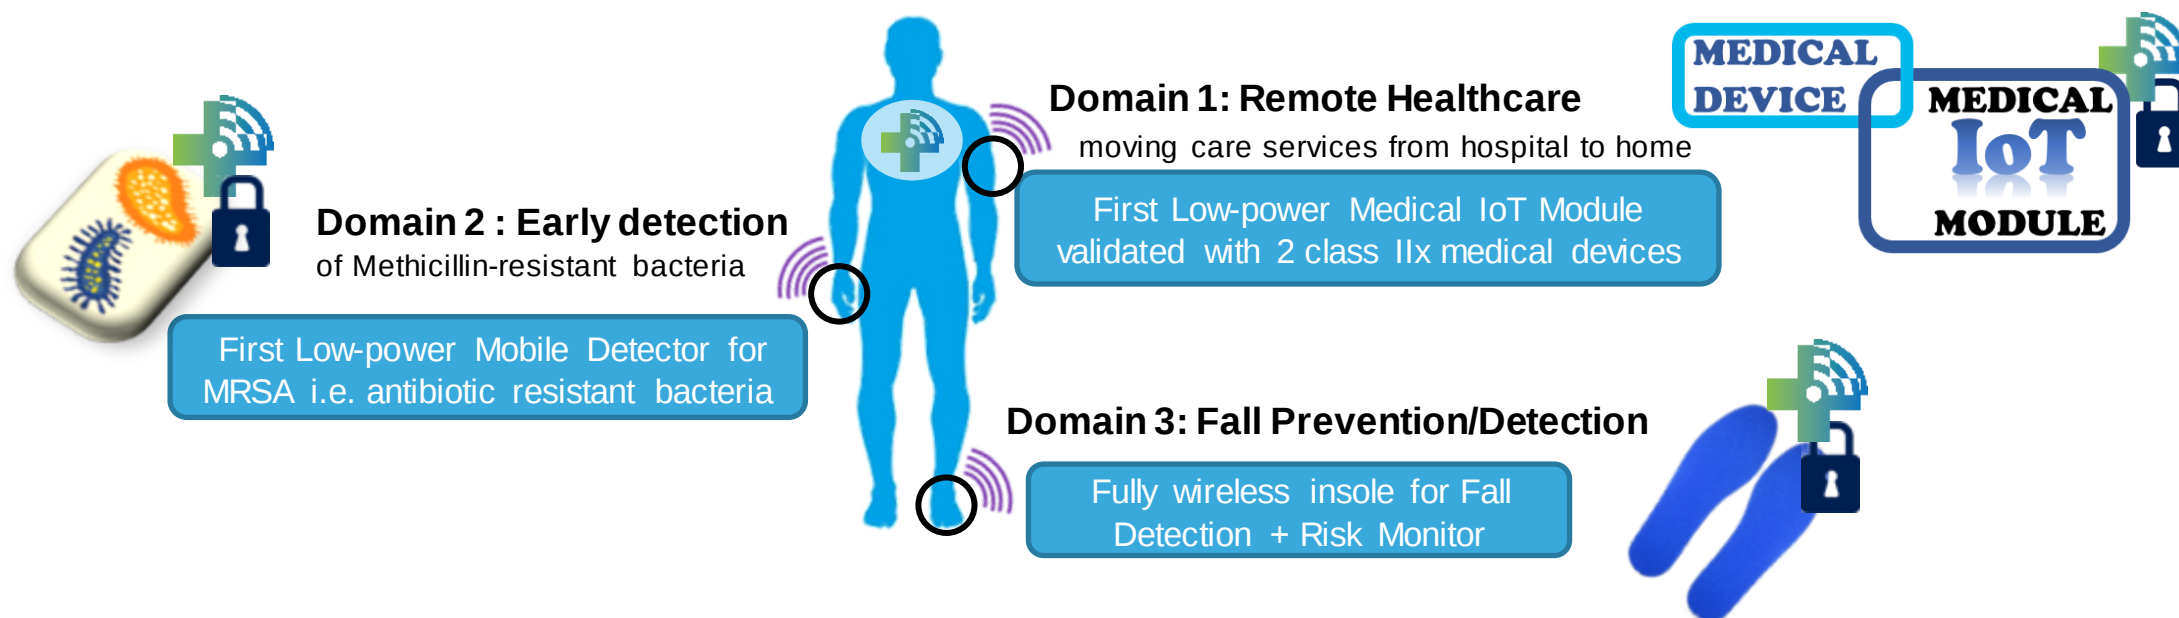 Domain 1: Remote Healthcare
moving care services from hospital to home
First Low-power Medical IoT Module
validated with 2 class IIx medical devices
MEDICAL
DEVICE
MEDICAL
IoT
MODULE
Domain 2 : Early detection
of Methicillin-resistant bacteria
First Low-power Mobile Detector for
MRSA i.e. antibiotic resistant bacteria
Domain 3: Fall Prevention/Detection
Fully wireless insole for Fall
Detection + Risk Monitor